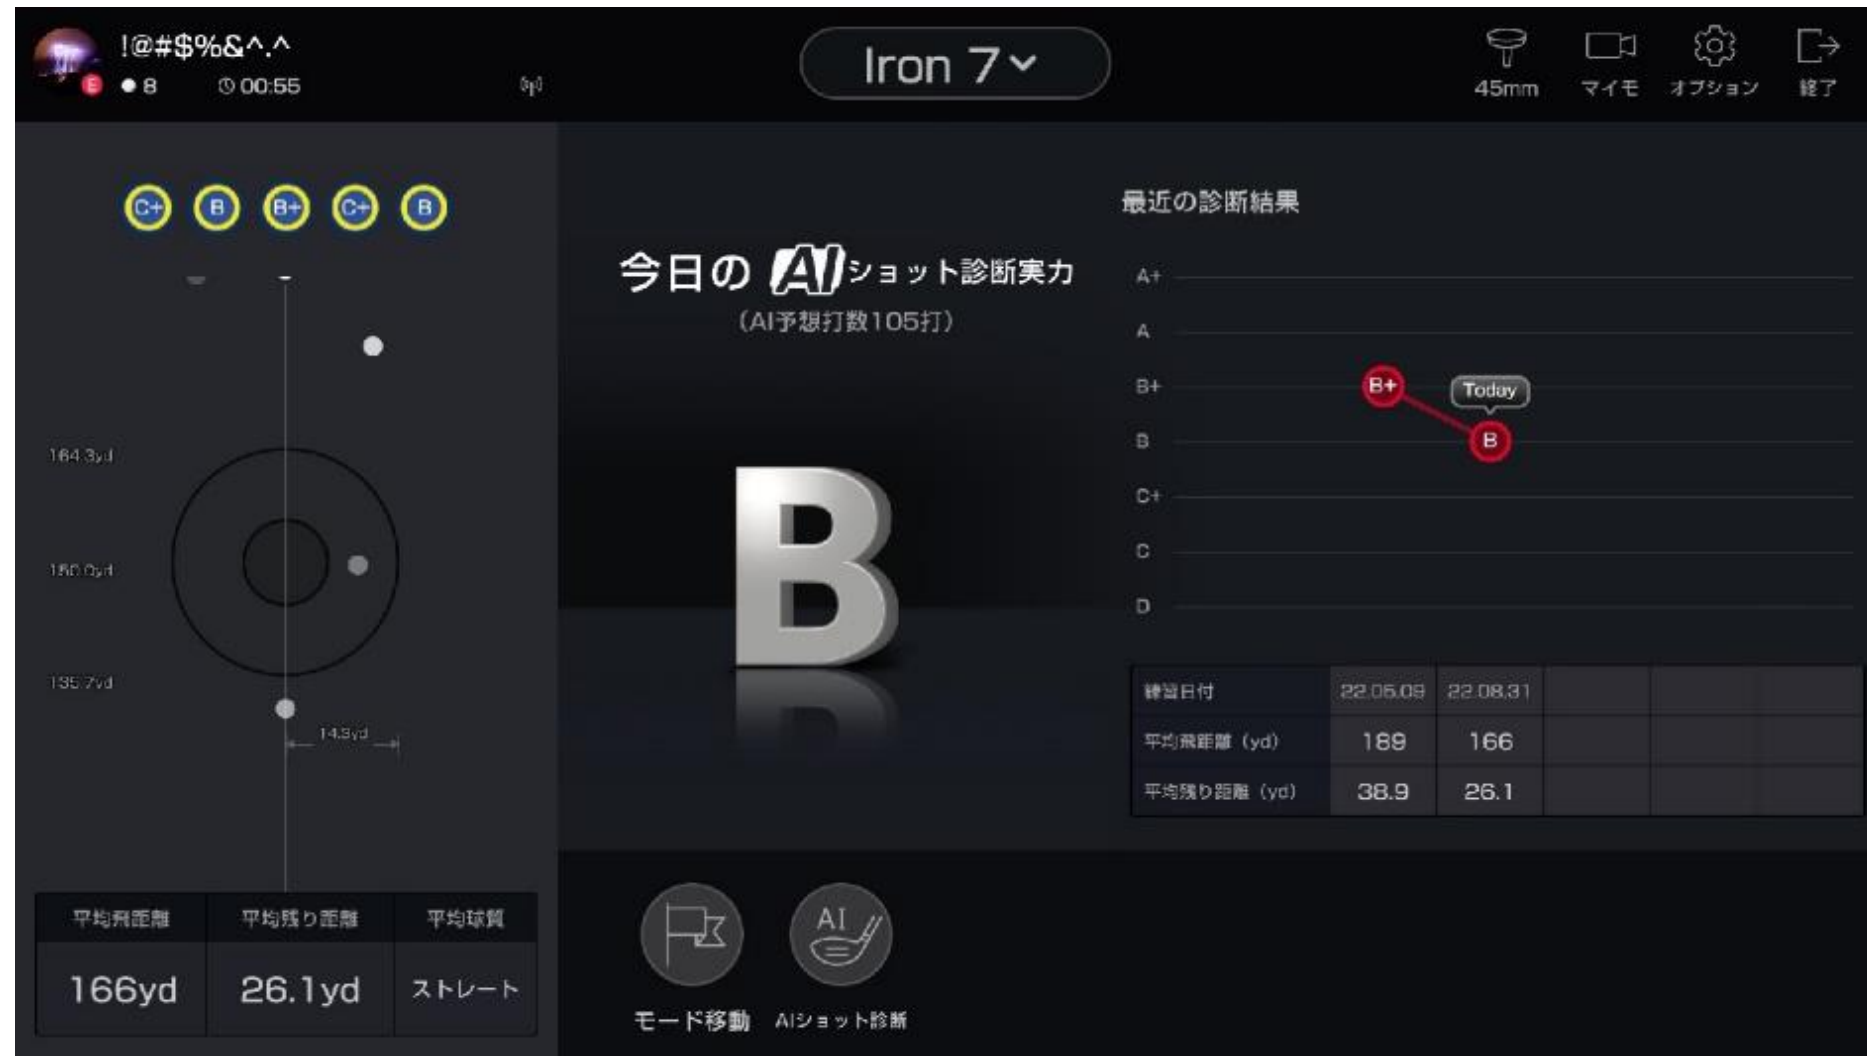 !@#$%&^.^
E
8
00:55
Iron 7
45mm
マイモ
オプション
終了
C+ B B+ C+ B
164.3yd
150.0yd
135.7yd
14.3yd
平均飛距離 平均残り距離 平均球質
166yd 26.1yd ストレート
今日の AIショット診断実力
(AI予想打数105打)
B
モード移動
AIショット診断
最近の診断結果
A+
A
B+
B
C+
C
D
B+
Today
B
練習日付 22.08.31
平均飛距離 (yd) 189 166
平均残り距離 (yd) 38.9 26.1